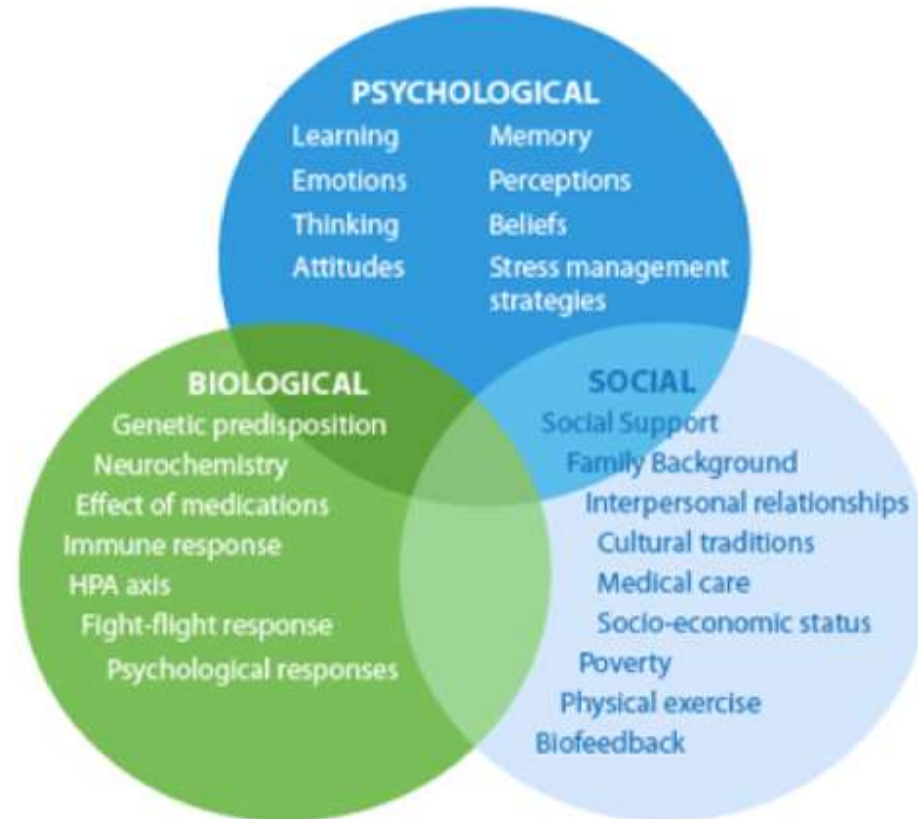 PSYCHOLOGICAL
Learning
Emotions
Thinking
Attitudes
Memory
Perceptions
Beliefs
Stress management
strategies
BIOLOGICAL
Genetic predisposition
Neurochemistry
Effect of medications
Immune response
HPA axis
Fight-flight response
Psychological responses
SOCIAL
Social Support
Family Background
Interpersonal relationships
Cultural traditions
Medical care
Socio-economic status
Poverty
Physical exercise
Biofeedback